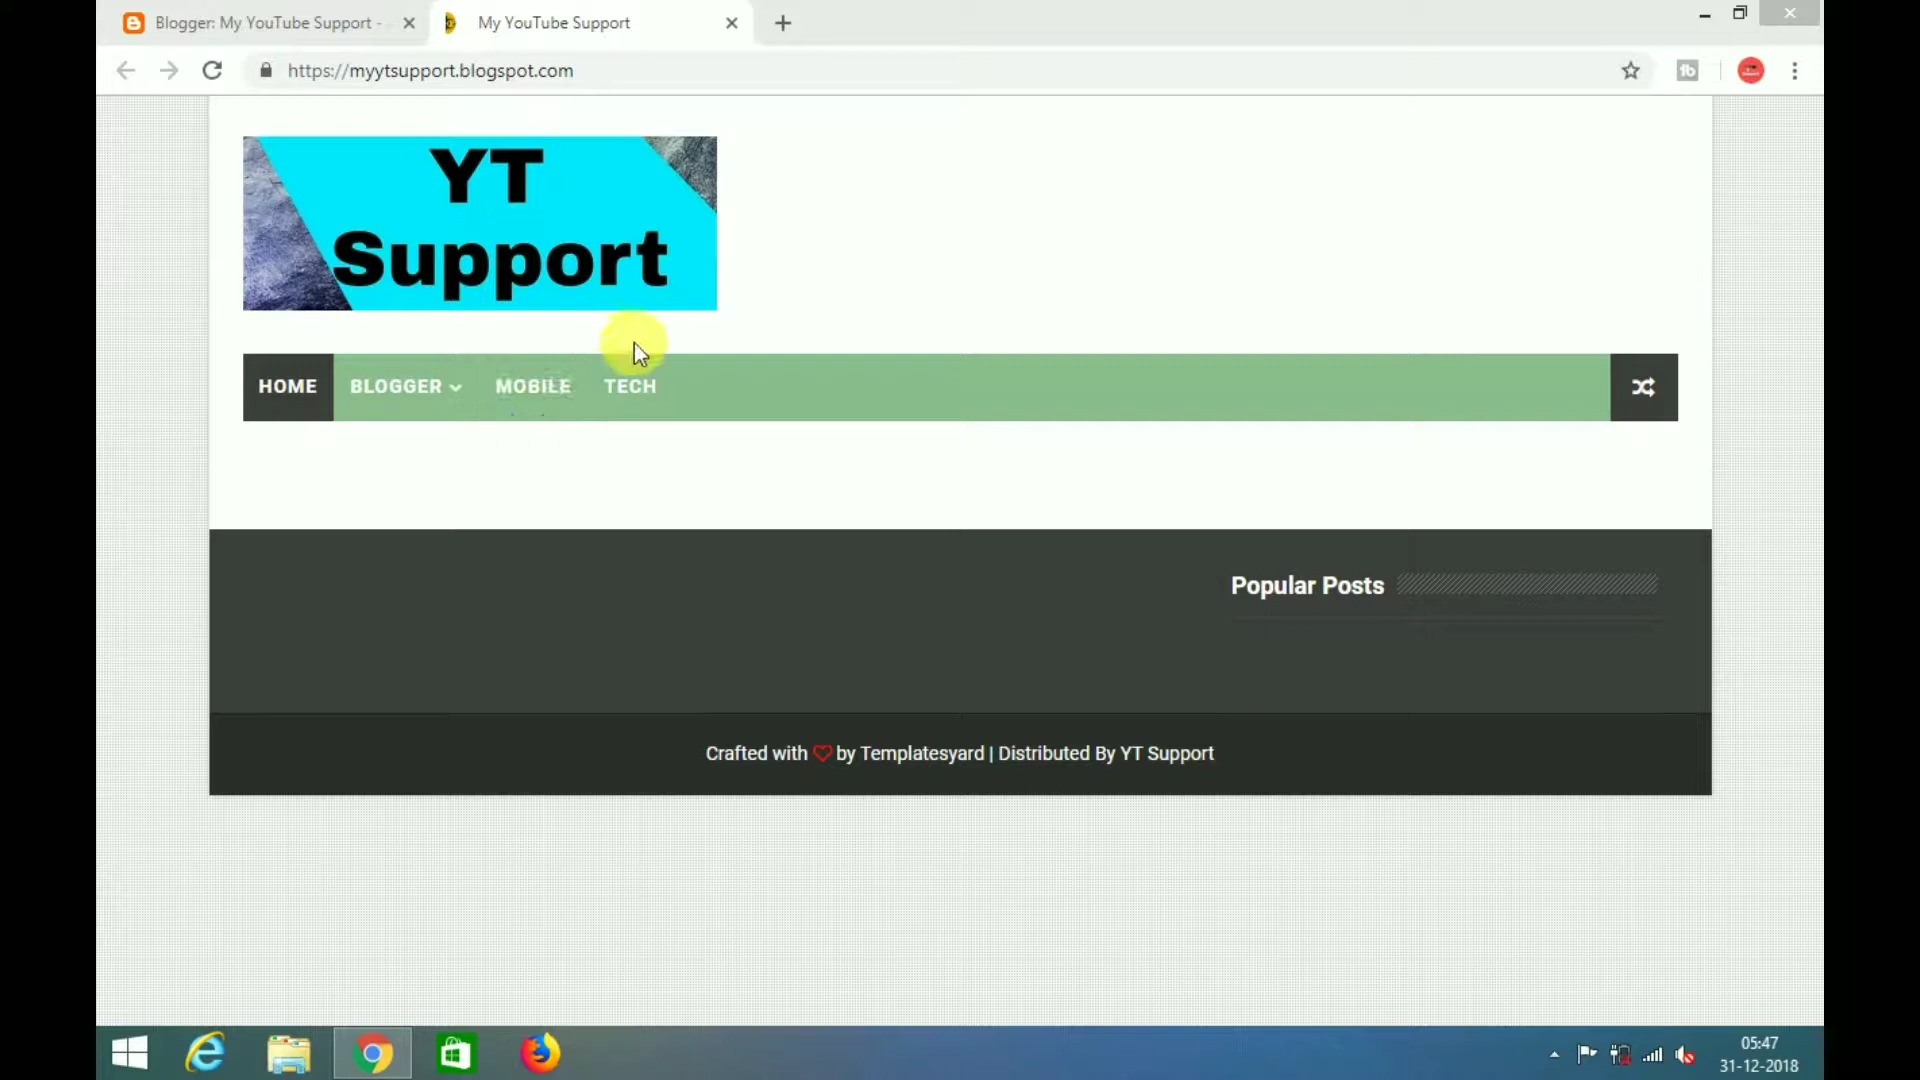 Blogger: My YouTube Support -
My YouTube Support
https://myytsupport.blogspot.com
YT
Support
HOME
BLOGGER
MOBILE
TECH
Popular Posts
Crafted with by Templatesyard | Distributed By YT Support
05:47
31-12-2018